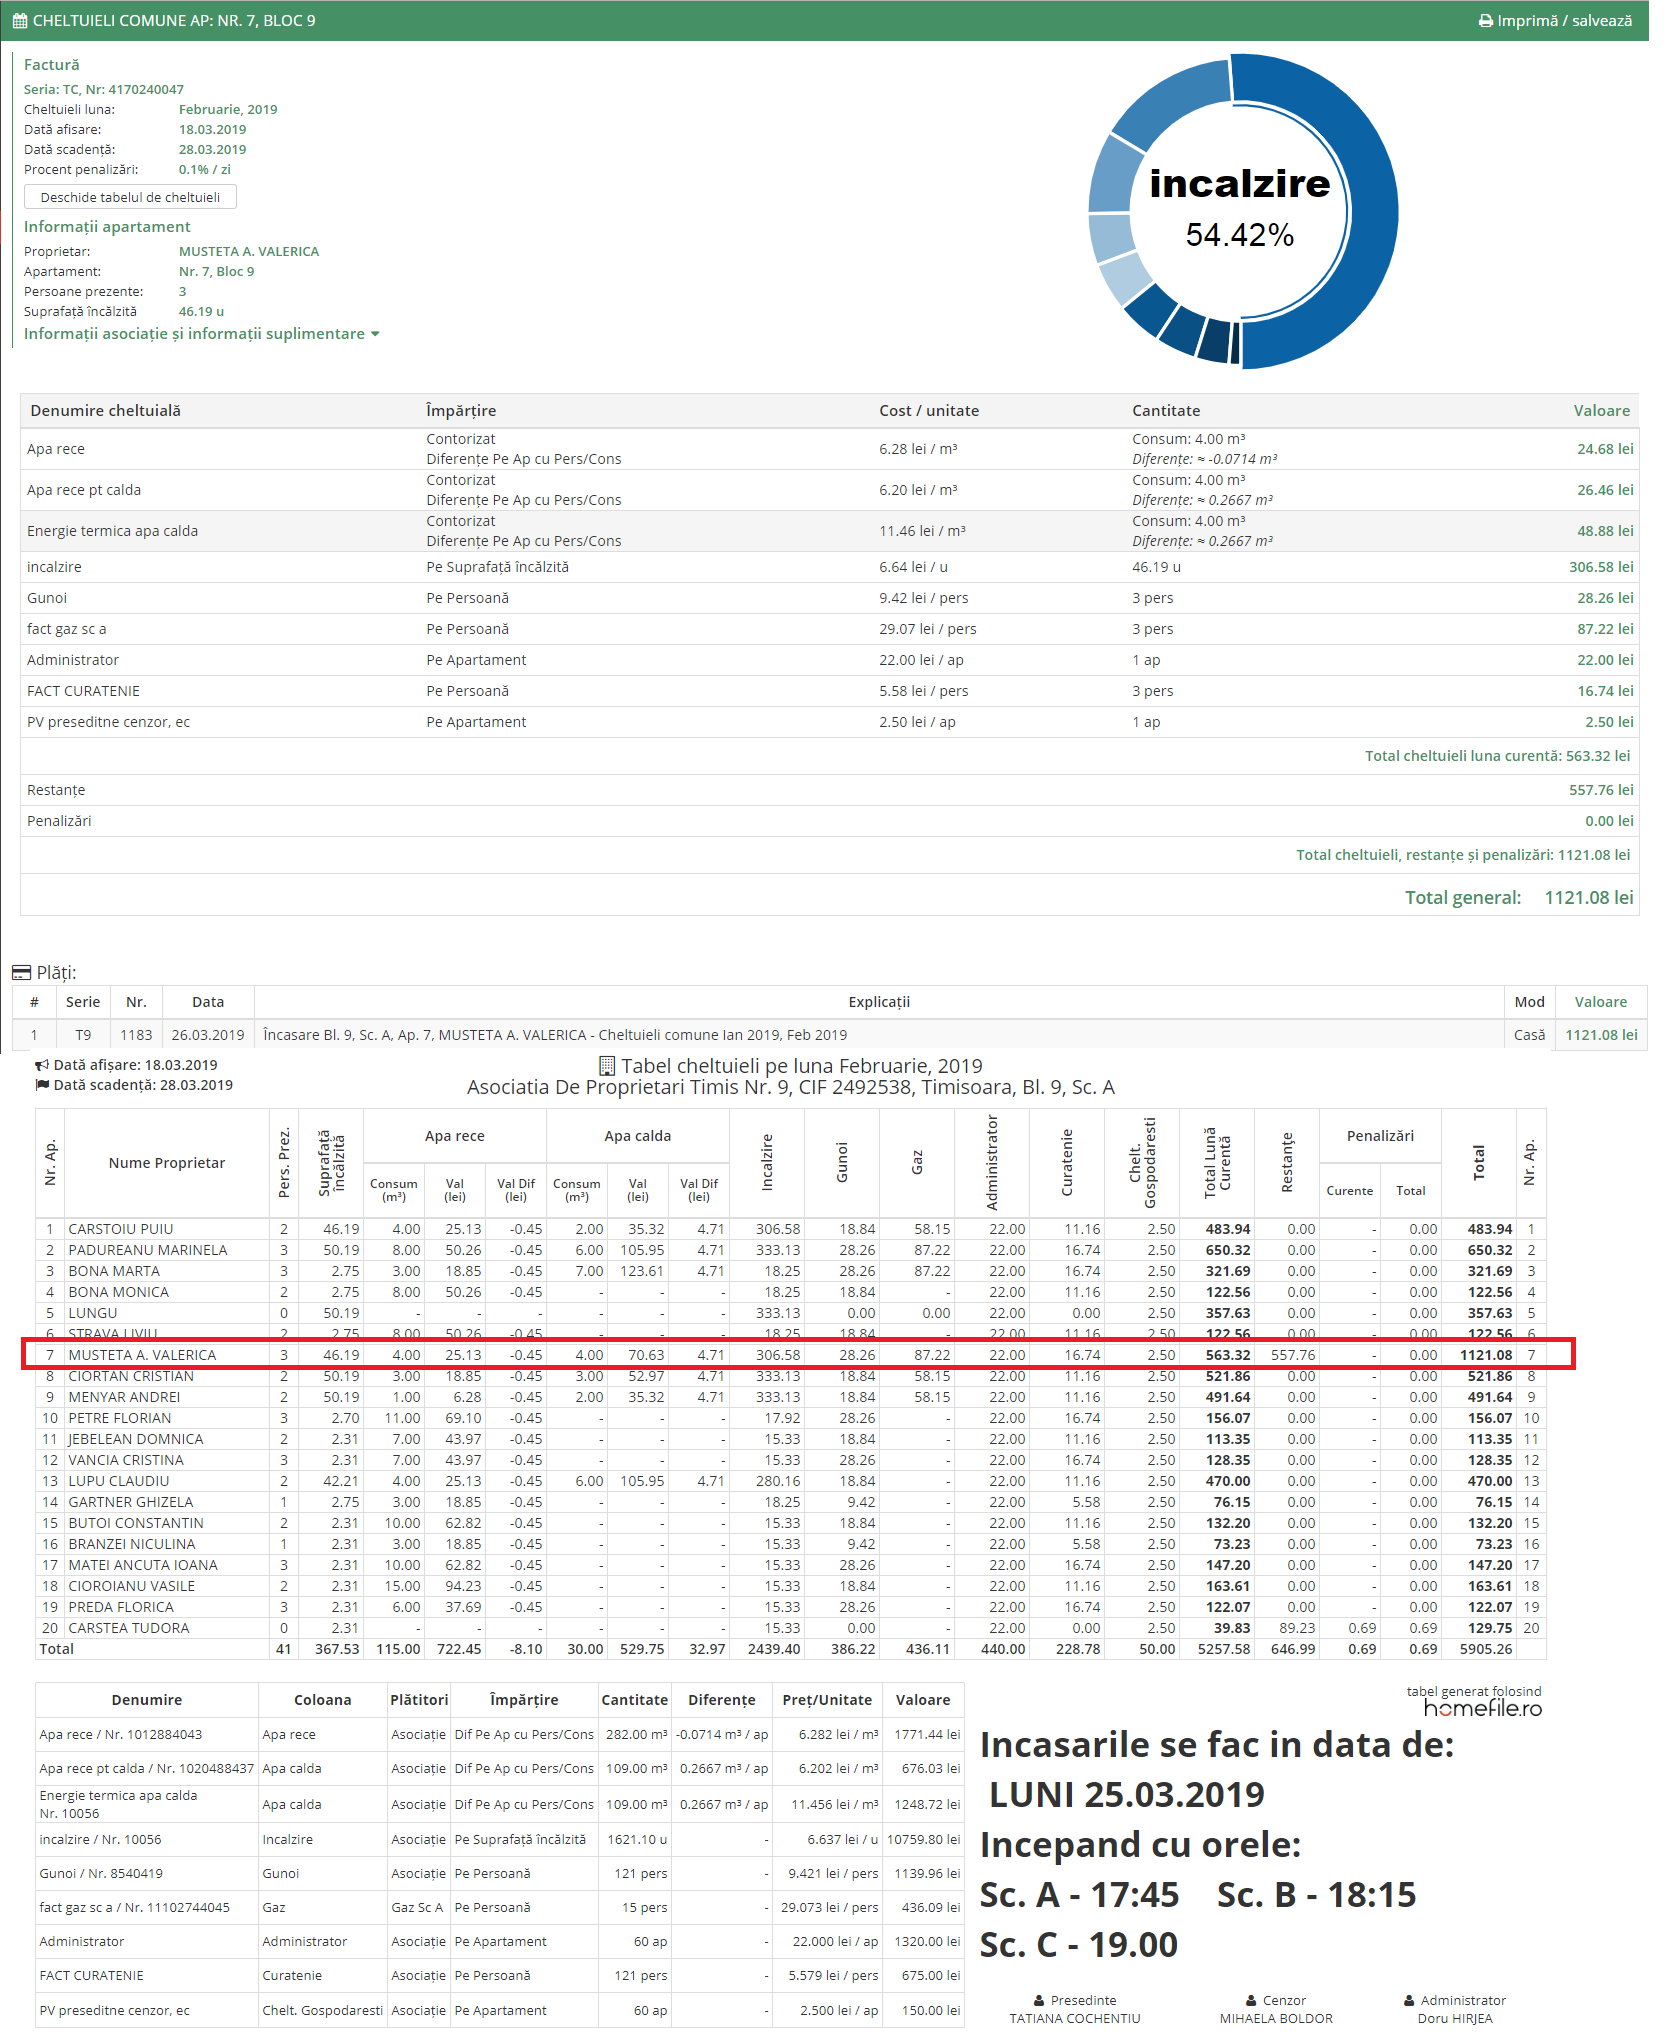 CHELTUIELI COMUNE AP: NR. 7, BLOC 9 Imprimă / salvează
Factură
Seria: TC, Nr: 4170240047
Cheltuieli luna: Februarie, 2019
Dată afisare: 18.03.2019
Dată scadență: 28.03.2019
Procent penalizări: 0.1% / zi
Deschide tabelul de cheltuieli
Informații apartament
Proprietar: MUSTETA A. VALERICA
Apartament: Nr. 7, Bloc 9
Persoane prezente: 3
Suprafață încălzită 46.19 u
Informații asociație și informații suplimentare
incalzire
54.42%
Denumire cheltuială Împărțire Cost / unitate Cantitate Valoare
Apa rece Contorizat Diferențe Pe Ap cu Pers/Cons 6.28 lei / m³ Consum: 4.00 m³ Diferențe: ≈ -0.0714 m³ 24.68 lei
Apa rece pt calda Contorizat Diferențe Pe Ap cu Pers/Cons 6.20 lei / m³ Consum: 4.00 m³ Diferențe: ≈ 0.2667 m³ 26.46 lei
Energie termica apa calda Contorizat Diferențe Pe Ap cu Pers/Cons 11.46 lei / m³ Consum: 4.00 m³ Diferențe: ≈ 0.2667 m³ 48.88 lei
incalzire Pe Suprafață încălzită 6.64 lei / u 46.19 u 306.58 lei
Gunoi Pe Persoană 9.42 lei / pers 3 pers 28.26 lei
fact gaz sc a Pe Persoană 29.07 lei / pers 3 pers 87.22 lei
Administrator Pe Apartament 22.00 lei / ap 1 ap 22.00 lei
FACT CURATENIE Pe Persoană 5.58 lei / pers 3 pers 16.74 lei
PV preseditne cenzor, ec Pe Apartament 2.50 lei / ap 1 ap 2.50 lei
Total cheltuieli luna curentă: 563.32 lei
Restanțe 557.76 lei
Penalizări 0.00 lei
Total cheltuieli, restanțe și penalizări: 1121.08 lei
Total general: 1121.08 lei
Plăți:
# Serie Nr. Data Explicații Mod Valoare
1 T9 1183 26.03.2019 Încasare Bl. 9, Sc. A, Ap. 7, MUSTETA A. VALERICA - Cheltuieli comune Ian 2019, Feb 2019 Casă 1121.08 lei
Dată afișare: 18.03.2019
Dată scadență: 28.03.2019
Tabel cheltuieli pe luna Februarie, 2019
Asociatia De Proprietari Timis Nr. 9, CIF 2492538, Timisoara, Bl. 9, Sc. A
Nr. Ap. Nume Proprietar Pers. Prez. Suprafață încălzită Apa rece Apa calda Incalzire Gunoi Gaz Administrator Curatenie Chelt. Gospodaresti Total Lună Curentă Restanțe Penalizări Total Nr. Ap.
Consum (m³) Val (lei) Val Dif (lei) Consum (m³) Val (lei) Val Dif (lei) Curente Total
1 CARSTOIU PUIU 2 46.19 4.00 25.13 -0.45 2.00 35.32 4.71 306.58 18.84 58.15 22.00 11.16 2.50 483.94 0.00 - 0.00 483.94 1
2 PADUREANU MARINELA 3 50.19 8.00 50.26 -0.45 6.00 105.95 4.71 333.13 28.26 87.22 22.00 16.74 2.50 650.32 0.00 - 0.00 650.32 2
3 BONA MARTA 3 2.75 3.00 18.85 -0.45 7.00 123.61 4.71 18.25 28.26 87.22 22.00 16.74 2.50 321.69 0.00 - 0.00 321.69 3
4 BONA MONICA 2 2.75 8.00 50.26 -0.45 - - - 18.25 18.84 - 22.00 11.16 2.50 122.56 0.00 - 0.00 122.56 4
5 LUNGU 0 50.19 - - - - - - 333.13 0.00 0.00 22.00 0.00 2.50 357.63 0.00 - 0.00 357.63 5
6 STRAVA LIVIU 2 2.75 8.00 50.26 -0.45 - - - 18.25 18.84 - 22.00 11.16 2.50 122.56 0.00 - 0.00 122.56 6
7 MUSTETA A. VALERICA 3 46.19 4.00 25.13 -0.45 4.00 70.63 4.71 306.58 28.26 87.22 22.00 16.74 2.50 563.32 557.76 - 0.00 1121.08 7
8 CIORTAN CRISTIAN 2 50.19 3.00 18.85 -0.45 3.00 52.97 4.71 333.13 18.84 58.15 22.00 11.16 2.50 521.86 0.00 - 0.00 521.86 8
9 MENYAR ANDREI 2 50.19 1.00 6.28 -0.45 2.00 35.32 4.71 333.13 18.84 58.15 22.00 11.16 2.50 491.64 0.00 - 0.00 491.64 9
10 PETRE FLORIAN 3 2.70 11.00 69.10 -0.45 - - - 17.92 28.26 - 22.00 16.74 2.50 156.07 0.00 - 0.00 156.07 10
11 JEBELEAN DOMNICA 2 2.31 7.00 43.97 -0.45 - - - 15.33 18.84 - 22.00 11.16 2.50 113.35 0.00 - 0.00 113.35 11
12 VANCIA CRISTINA 3 2.31 7.00 43.97 -0.45 - - - 15.33 28.26 - 22.00 16.74 2.50 128.35 0.00 - 0.00 128.35 12
13 LUPU CLAUDIU 2 42.21 4.00 25.13 -0.45 6.00 105.95 4.71 280.16 18.84 - 22.00 11.16 2.50 470.00 0.00 - 0.00 470.00 13
14 GARTNER GHIZELA 1 2.75 3.00 18.85 -0.45 - - - 18.25 9.42 - 22.00 5.58 2.50 76.15 0.00 - 0.00 76.15 14
15 BUTOI CONSTANTIN 2 2.31 10.00 62.82 -0.45 - - - 15.33 18.84 - 22.00 11.16 2.50 132.20 0.00 - 0.00 132.20 15
16 BRANZEI NICULINA 1 2.31 3.00 18.85 -0.45 - - - 15.33 9.42 - 22.00 5.58 2.50 73.23 0.00 - 0.00 73.23 16
17 MATEI ANCUTA IOANA 3 2.31 10.00 62.82 -0.45 - - - 15.33 28.26 - 22.00 16.74 2.50 147.20 0.00 - 0.00 147.20 17
18 CIOROIANU VASILE 2 2.31 15.00 94.23 -0.45 - - - 15.33 18.84 - 22.00 11.16 2.50 163.61 0.00 - 0.00 163.61 18
19 PREDA FLORICA 3 2.31 6.00 37.69 -0.45 - - - 15.33 28.26 - 22.00 16.74 2.50 122.07 0.00 - 0.00 122.07 19
20 CARSTEA TUDORA 0 2.31 - - - - - - 15.33 0.00 - 22.00 0.00 2.50 39.83 89.23 0.69 0.69 129.75 20
Total 41 367.53 115.00 722.45 -8.10 30.00 529.75 32.97 2439.40 386.22 436.11 440.00 228.78 50.00 5257.58 646.99 0.69 0.69 5905.26
Denumire Coloana Plătitori Împărțire Cantitate Diferențe Preț/Unitate Valoare
Apa rece / Nr. 1012884043 Apa rece Asociație Dif Pe Ap cu Pers/Cons 282.00 m³ -0.0714 m³ / ap 6.282 lei / m³ 1771.44 lei
Apa rece pt calda / Nr. 1020488437 Apa calda Asociație Dif Pe Ap cu Pers/Cons 109.00 m³ 0.2667 m³ / ap 6.202 lei / m³ 676.03 lei
Energie termica apa calda Nr. 10056 Apa calda Asociație Dif Pe Ap cu Pers/Cons 109.00 m³ 0.2667 m³ / ap 11.456 lei / m³ 1248.72 lei
incalzire / Nr. 10056 Incalzire Asociație Pe Suprafață încălzită 1621.10 u - 6.637 lei / u 10759.80 lei
Gunoi / Nr. 8540419 Gunoi Asociație Pe Persoană 121 pers - 9.421 lei / pers 1139.96 lei
fact gaz sc a / Nr. 11102744045 Gaz Gaz Sc A Pe Persoană 15 pers - 29.073 lei / pers 436.09 lei
Administrator Administrator Asociație Pe Apartament 60 ap - 22.000 lei / ap 1320.00 lei
FACT CURATENIE Curatenie Asociație Pe Persoană 121 pers - 5.579 lei / pers 675.00 lei
PV preseditne cenzor, ec Chelt. Gospodaresti Asociație Pe Apartament 60 ap - 2.500 lei / ap 150.00 lei
tabel generat folosind
homefile.ro
Incasarile se fac in data de:
LUNI 25.03.2019
Incepand cu orele:
Sc. A - 17:45 Sc. B - 18:15
Sc. C - 19.00
Presedinte Cenzor Administrator
TATIANA COCHENTIU MIHAELA BOLDOR Doru HIRJEA